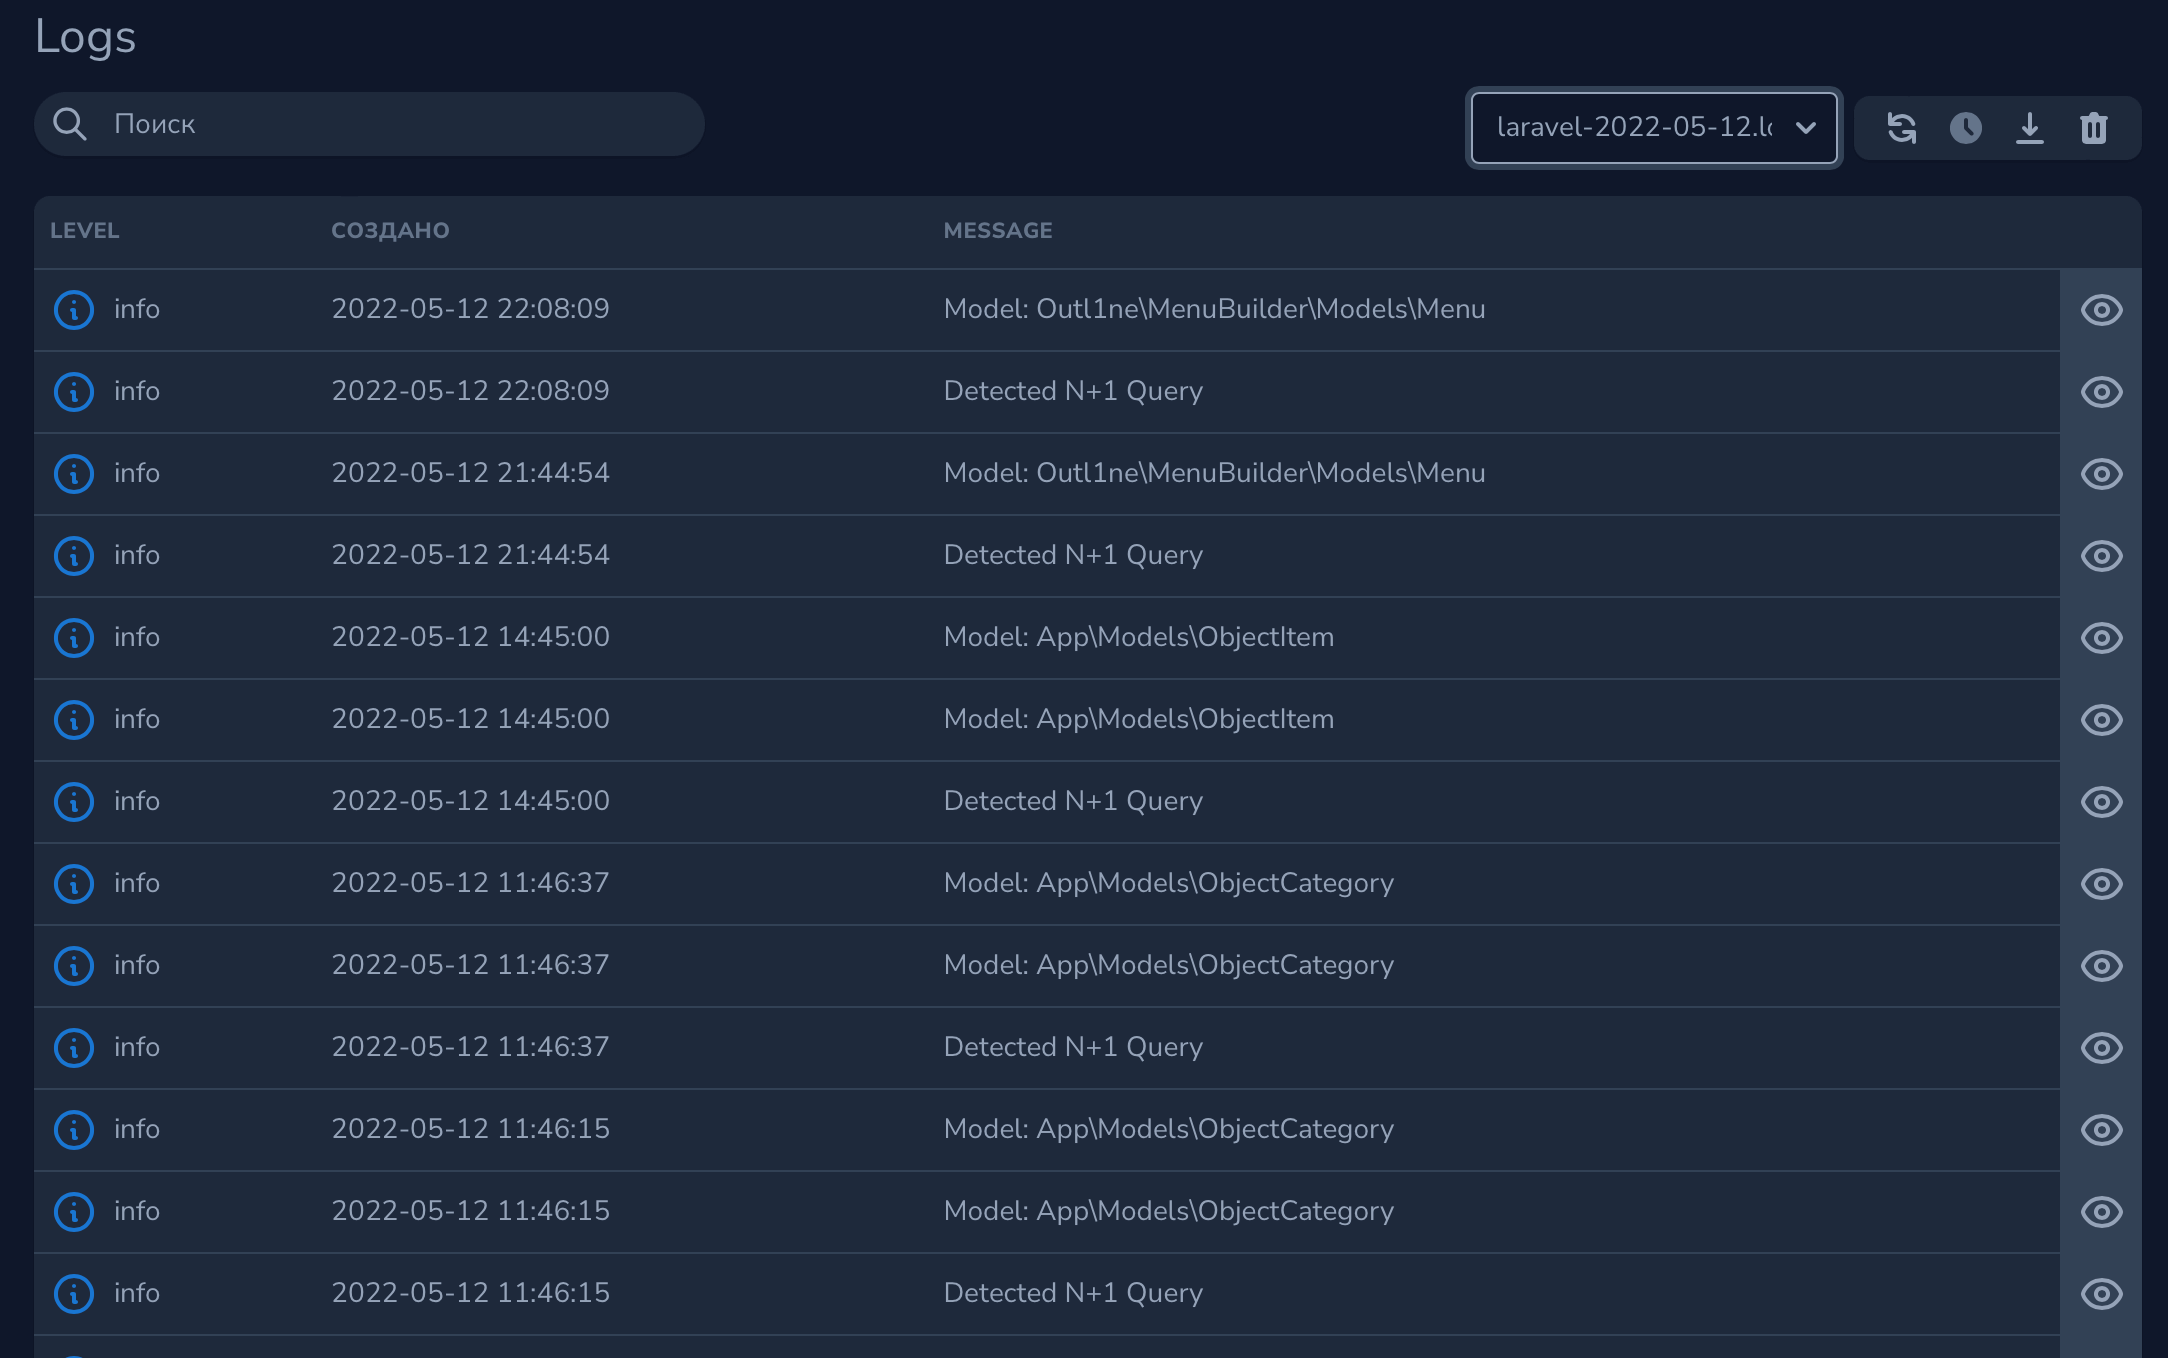 Logs
Поиск
laravel-2022-05-12.lo
LEVEL СОЗДАНО MESSAGE
info 2022-05-12 22:08:09 Model: Outl1ne\MenuBuilder\Models\Menu
info 2022-05-12 22:08:09 Detected N+1 Query
info 2022-05-12 21:44:54 Model: Outl1ne\MenuBuilder\Models\Menu
info 2022-05-12 21:44:54 Detected N+1 Query
info 2022-05-12 14:45:00 Model: App\Models\ObjectItem
info 2022-05-12 14:45:00 Model: App\Models\ObjectItem
info 2022-05-12 14:45:00 Detected N+1 Query
info 2022-05-12 11:46:37 Model: App\Models\ObjectCategory
info 2022-05-12 11:46:37 Model: App\Models\ObjectCategory
info 2022-05-12 11:46:37 Detected N+1 Query
info 2022-05-12 11:46:15 Model: App\Models\ObjectCategory
info 2022-05-12 11:46:15 Model: App\Models\ObjectCategory
info 2022-05-12 11:46:15 Detected N+1 Query